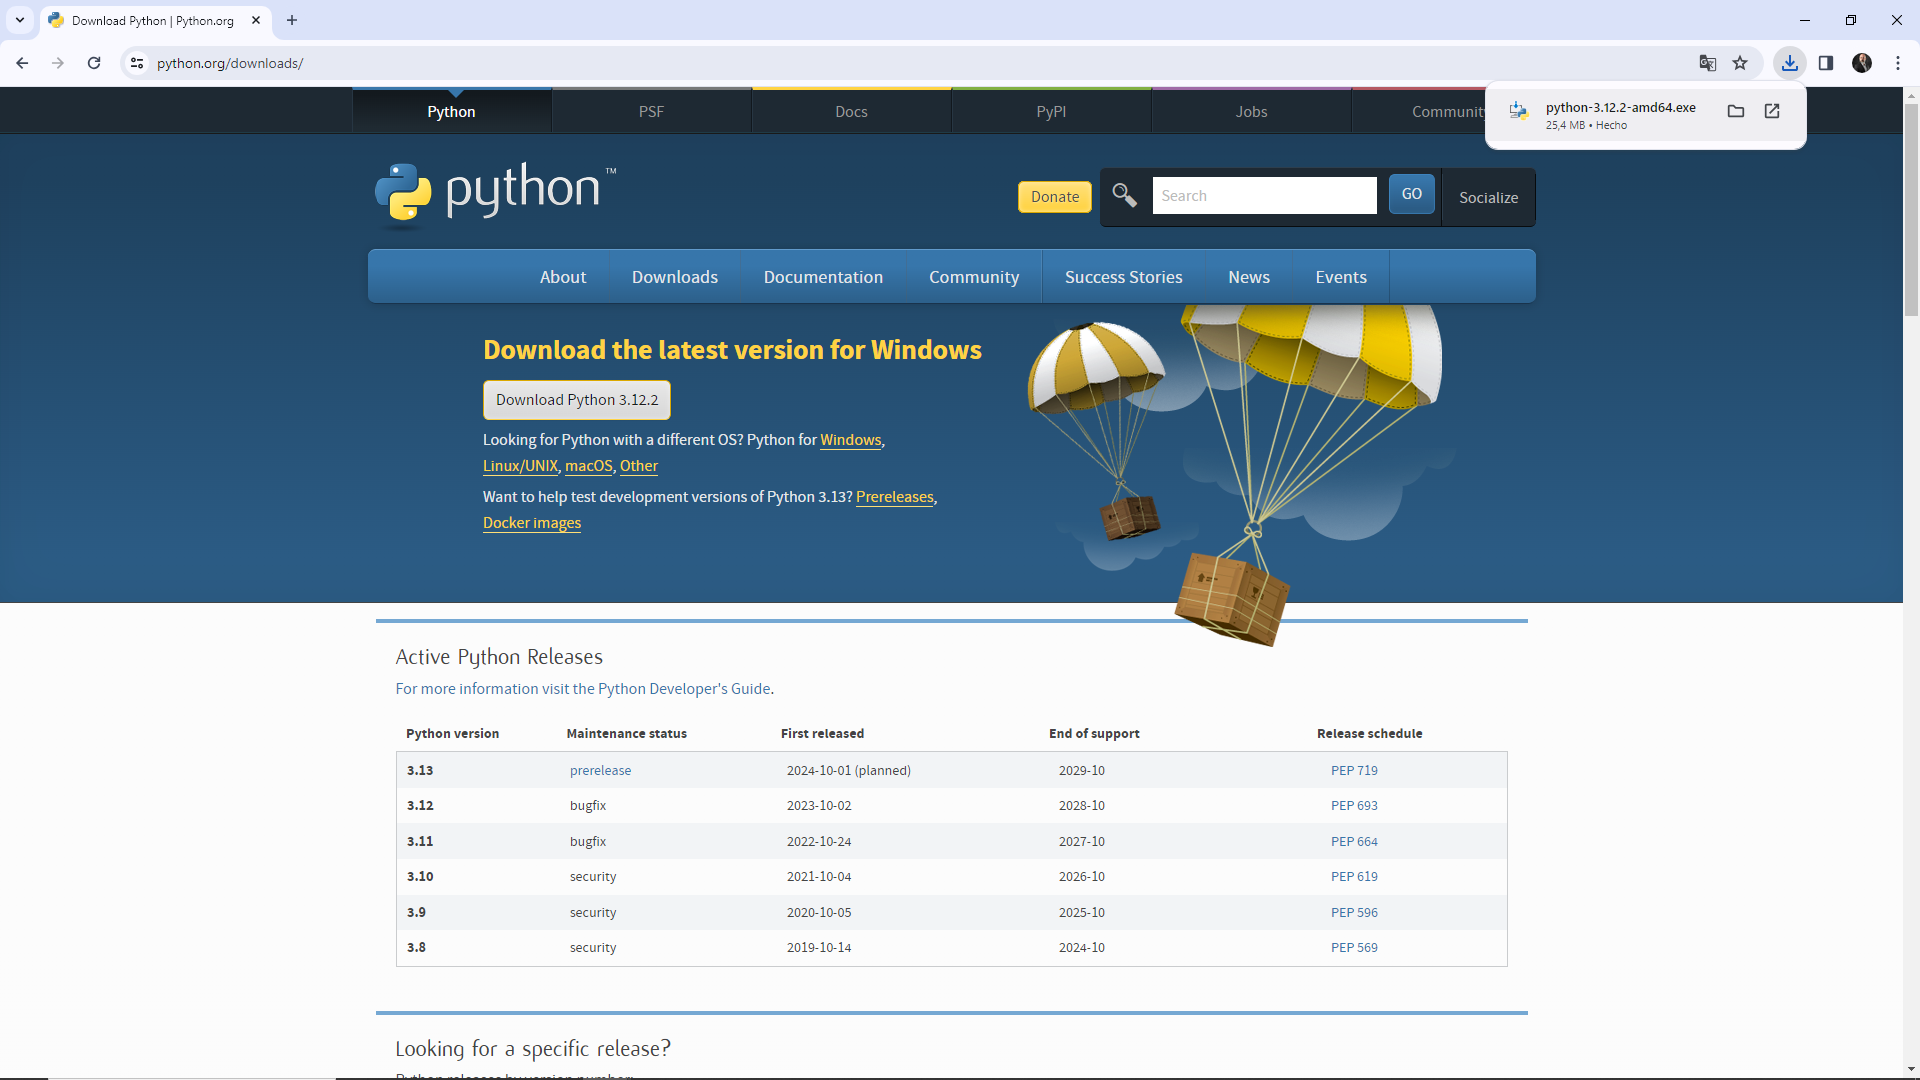 Download Python | Python.org
python.org/downloads/
python-3.12.2-amd64.exe
25,4 MB • Hecho
Python PSF Docs PyPI Jobs Community
python™
Donate Search GO Socialize
About Downloads Documentation Community Success Stories News Events
Download the latest version for Windows
Download Python 3.12.2
Looking for Python with a different OS? Python for Windows,
Linux/UNIX, macOS, Other
Want to help test development versions of Python 3.13? Prereleases,
Docker images
Active Python Releases
For more information visit the Python Developer's Guide.
Python version Maintenance status First released End of support Release schedule
3.13 prerelease 2024-10-01 (planned) 2029-10 PEP 719
3.12 bugfix 2023-10-02 2028-10 PEP 693
3.11 bugfix 2022-10-24 2027-10 PEP 664
3.10 security 2021-10-04 2026-10 PEP 619
3.9 security 2020-10-05 2025-10 PEP 596
3.8 security 2019-10-14 2024-10 PEP 569
Looking for a specific release?
Python releases by version number: